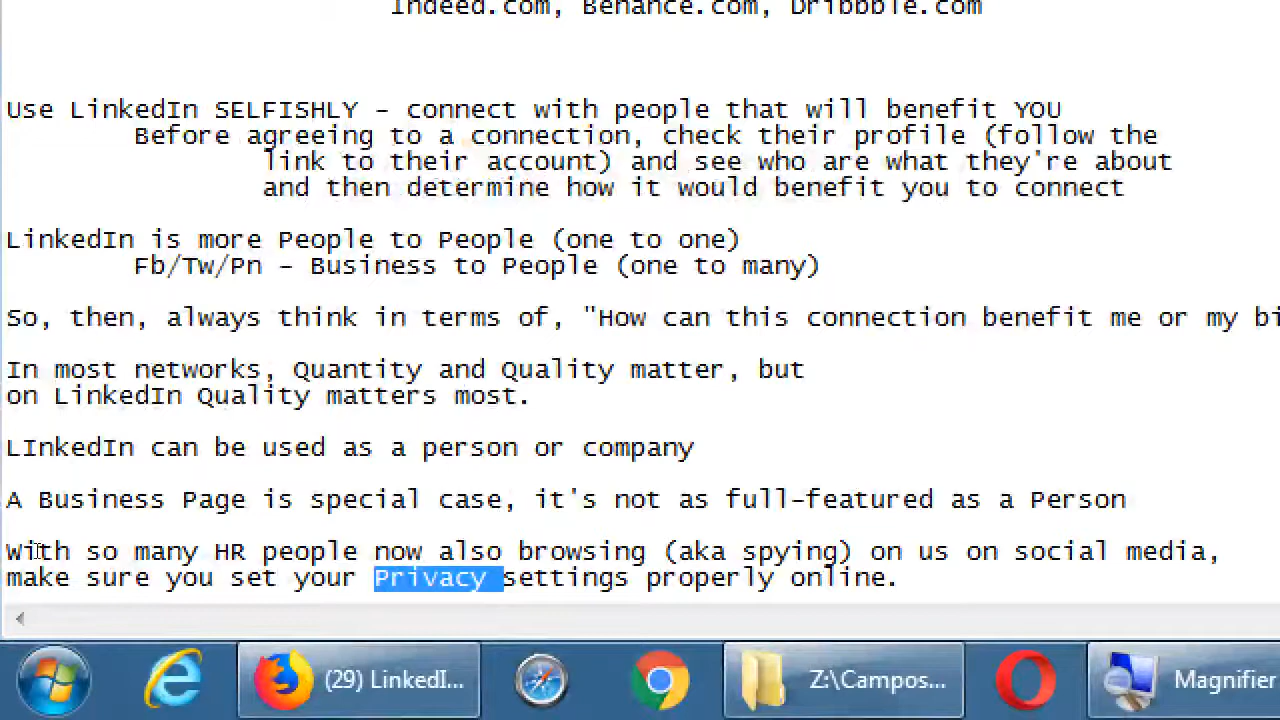 Indeed.com, Behance.com, Dribbble.com
Use LinkedIn SELFISHLY - connect with people that will benefit YOU
Before agreeing to a connection, check their profile (follow the
link to their account) and see who are what they're about
and then determine how it would benefit you to connect
LinkedIn is more People to People (one to one)
Fb/Tw/Pn - Business to People (one to many)
So, then, always think in terms of, "How can this connection benefit me or my bi
In most networks, Quantity and Quality matter, but
on LinkedIn Quality matters most.
LInkedIn can be used as a person or company
A Business Page is special case, it's not as full-featured as a Person
With so many HR people now also browsing (aka spying) on us on social media,
make sure you set your Privacy settings properly online.
(29) LinkedI...
Z:\Campos...
Magnifier